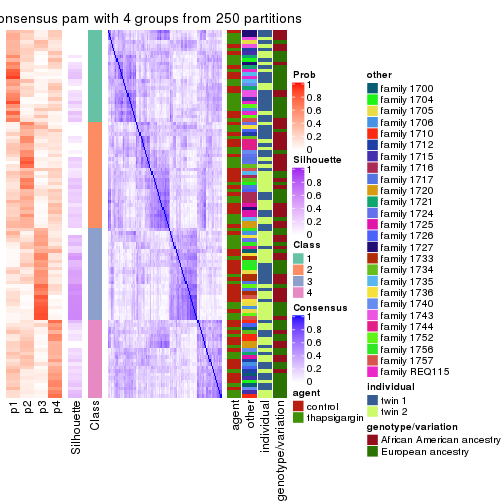 onsensus pam with 4 groups from 250 partitions
p1
p2
p3
p4
Silhouette
Class
agent
other
individual
genotype/variation
Prob
1
0.8
0.6
0.4
0.2
0
Silhouette
1
0.8
0.6
0.4
0.2
0
Class
1
2
3
4
Consensus
1
0.8
0.6
0.4
0.2
0
agent
control
thapsigargin
other
family 1700
family 1704
family 1705
family 1706
family 1710
family 1712
family 1715
family 1716
family 1717
family 1720
family 1721
family 1724
family 1725
family 1726
family 1727
family 1733
family 1734
family 1735
family 1736
family 1740
family 1743
family 1744
family 1752
family 1756
family 1757
family REQ115
individual
twin 1
twin 2
genotype/variation
African American ancestry
European ancestry